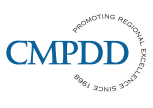 PROMOTING REGIONAL EXCELLENCE SINCE 1968
CMPDD